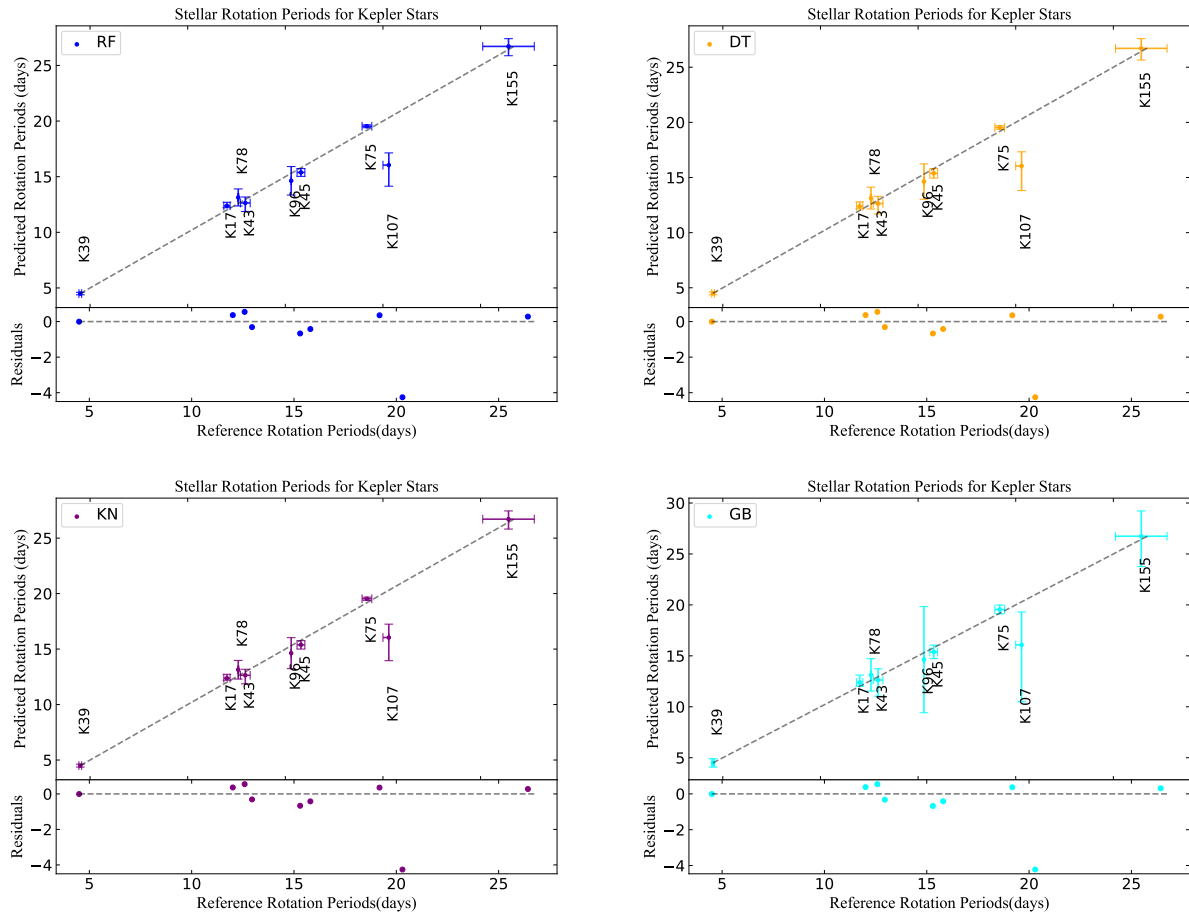 Stellar Rotation Periods for Kepler Stars
RF
Predicted Rotation Periods (days)
25
20
15
10
5
K39
K17
K78
K43
K96
K45
K75
K107
K155
Residuals
0
−2
−4
5
10
15
20
25
Reference Rotation Periods(days)
Stellar Rotation Periods for Kepler Stars
DT
Predicted Rotation Periods (days)
25
20
15
10
5
K39
K17
K78
K43
K96
K45
K75
K107
K155
Residuals
0
−2
−4
5
10
15
20
25
Reference Rotation Periods(days)
Stellar Rotation Periods for Kepler Stars
KN
Predicted Rotation Periods (days)
25
20
15
10
5
K39
K17
K78
K43
K96
K45
K75
K107
K155
Residuals
0
−2
−4
5
10
15
20
25
Reference Rotation Periods(days)
Stellar Rotation Periods for Kepler Stars
GB
Predicted Rotation Periods (days)
30
25
20
15
10
5
K39
K17
K78
K43
K96
K45
K75
K107
K155
Residuals
0
−2
−4
5
10
15
20
25
Reference Rotation Periods(days)